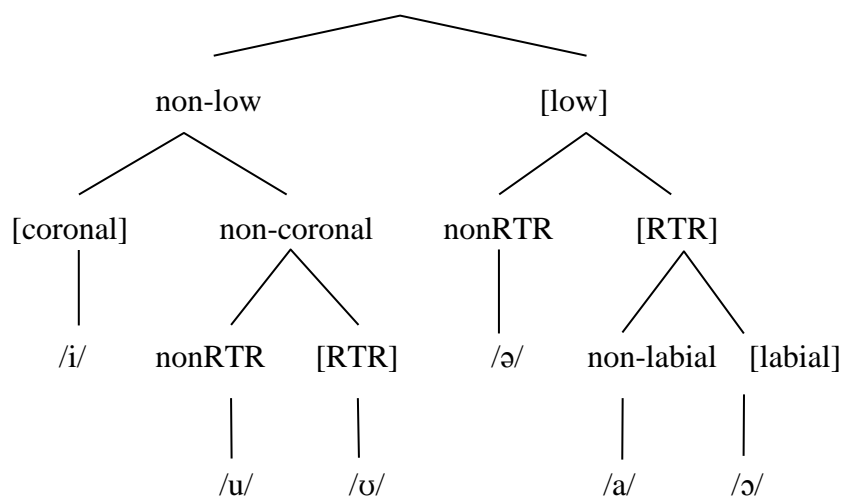 non-low [low]
[coronal] non-coronal nonRTR [RTR]
/i/ nonRTR [RTR] /ə/ non-labial [labial]
/u/ /ʊ/ /a/ /ɔ/